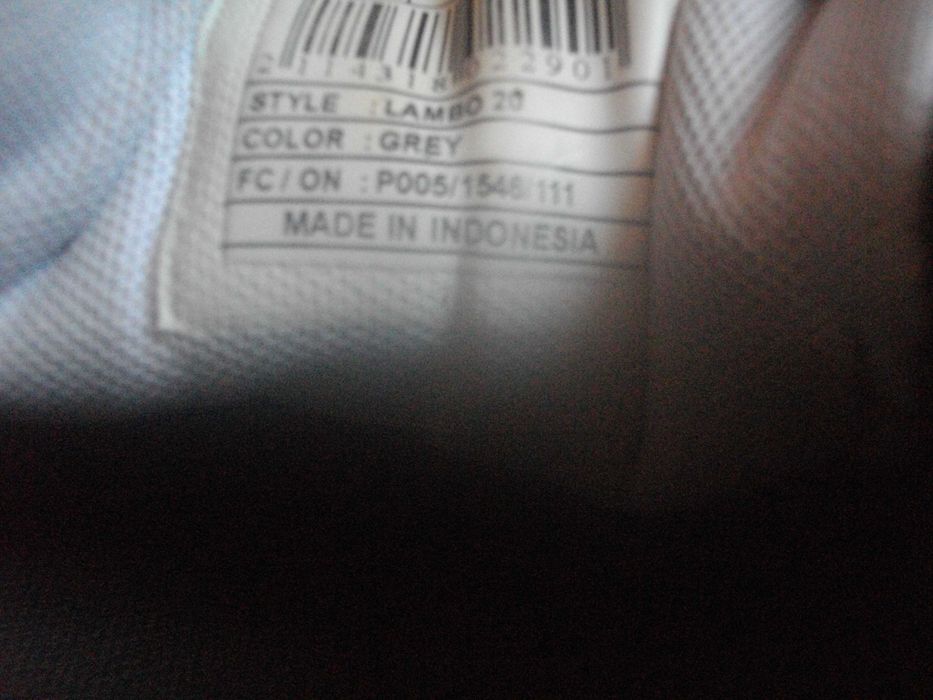 STYLE : LAMBO 20
COLOR : GREY
FC / ON : P005/1546/111
MADE IN INDONESIA